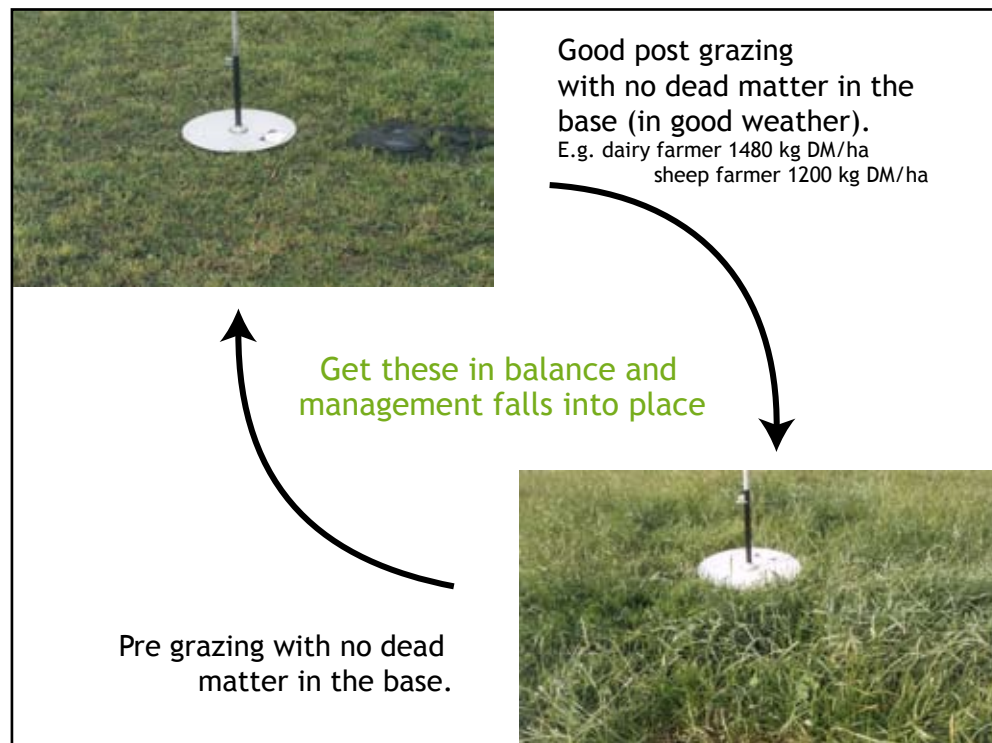 Good post grazing
with no dead matter in the
base (in good weather).
E.g. dairy farmer 1480 kg DM/ha
sheep farmer 1200 kg DM/ha
Get these in balance and
management falls into place
Pre grazing with no dead
matter in the base.